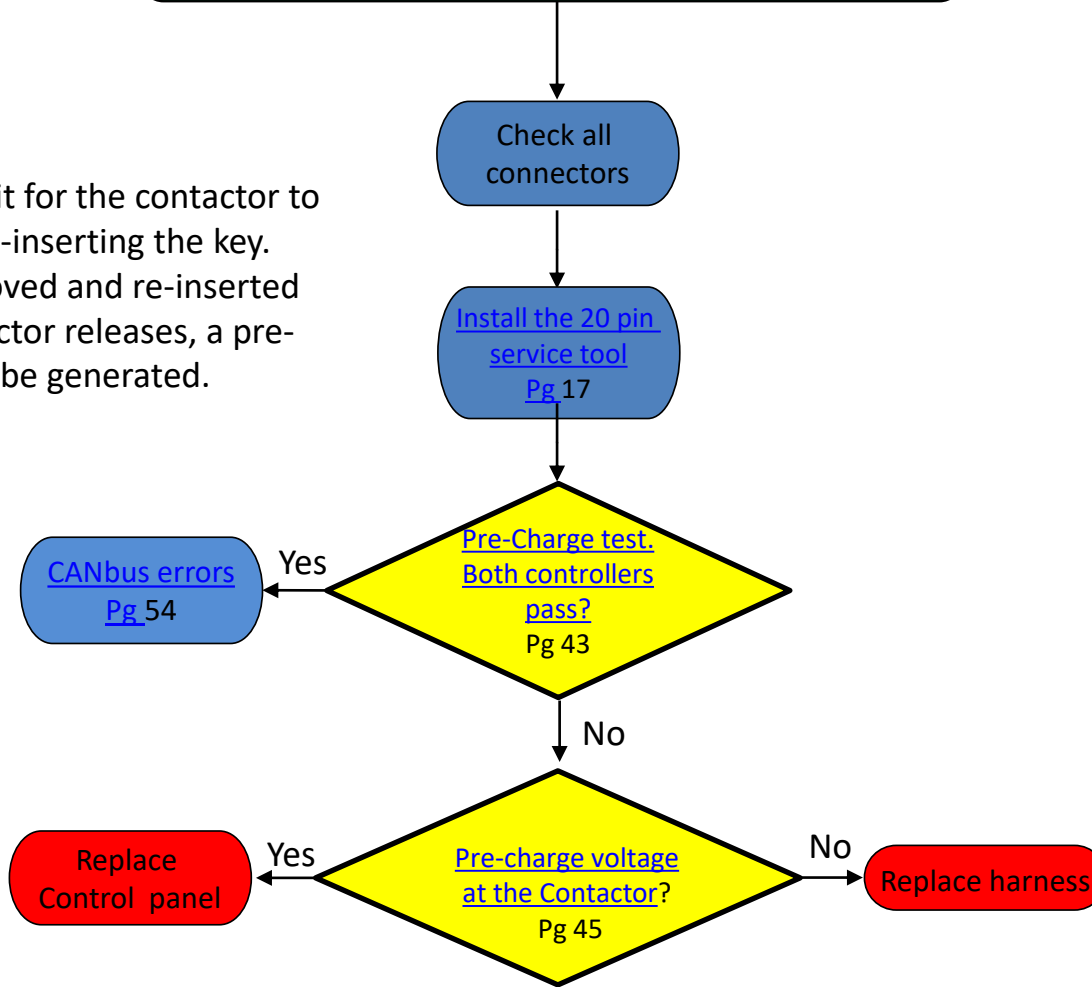 Check all
connectors
it for the contactor to
-inserting the key.
oved and re-inserted
ctor releases, a pre-
be generated.
Install the 20 pin
service tool
Pg 17
Pre-Charge test.
Both controllers
pass?
Pg 43
Yes
CANbus errors
Pg 54
No
Pre-charge voltage
at the Contactor?
Pg 45
Yes
Replace
Control panel
No
Replace harness